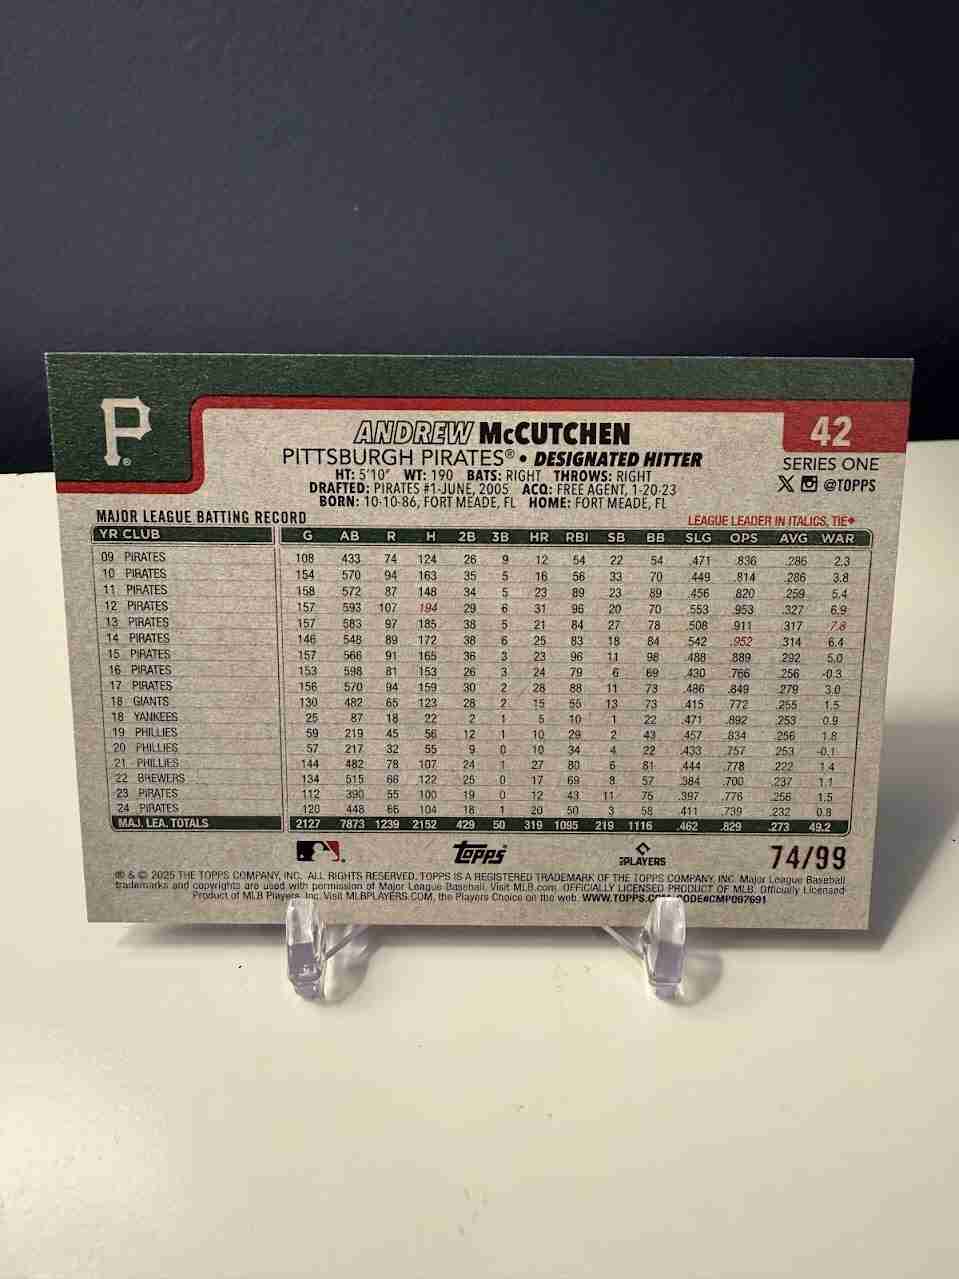 P
ANDREW McCUTCHEN
42
PITTSBURGH PIRATES® • DESIGNATED HITTER
SERIES ONE
HT: 5'10" WT: 190 BATS: RIGHT THROWS: RIGHT
X @TOPPS
DRAFTED: PIRATES #1-JUNE, 2005 ACQ: FREE AGENT, 1-20-23
BORN: 10-10-86, FORT MEADE, FL HOME: FORT MEADE, FL
MAJOR LEAGUE BATTING RECORD
LEAGUE LEADER IN ITALICS, TIE♦
YR CLUB G AB R H 2B 3B HR RBI SB BB SLG OPS AVG WAR
09 PIRATES 108 433 74 124 26 9 12 54 22 54 .471 .836 .286 2.3
10 PIRATES 154 570 94 163 35 5 16 56 33 70 .449 .814 .286 3.8
11 PIRATES 158 572 87 148 34 5 23 89 23 89 .456 .820 .259 5.4
12 PIRATES 157 593 107 194 29 6 31 96 20 70 .553 .953 .327 6.9
13 PIRATES 157 583 97 185 38 5 21 84 27 78 .508 .911 .317 7.8
14 PIRATES 146 548 89 172 38 6 25 83 18 84 .542 .952 .314 6.4
15 PIRATES 157 566 91 165 36 3 23 96 11 98 .488 .889 .292 5.0
16 PIRATES 153 598 81 153 26 3 24 79 6 69 .430 .766 .256 -0.3
17 PIRATES 156 570 94 159 30 2 28 88 11 73 .486 .849 .279 3.0
18 GIANTS 130 482 65 123 28 2 15 55 13 73 .415 .772 .255 1.5
18 YANKEES 25 87 18 22 2 1 5 10 1 22 .471 .892 .253 0.9
19 PHILLIES 59 219 45 56 12 1 10 29 2 43 .457 .834 .256 1.8
20 PHILLIES 57 217 32 55 9 0 10 34 4 22 .433 .757 .253 -0.1
21 PHILLIES 144 482 78 107 24 1 27 80 6 81 .444 .778 .222 1.4
22 BREWERS 134 515 66 122 25 0 17 69 8 57 .384 .700 .237 1.1
23 PIRATES 112 390 55 100 19 0 12 43 11 75 .397 .776 .256 1.5
24 PIRATES 120 448 66 104 18 1 20 50 3 58 .411 .739 .232 0.8
MAJ. LEA. TOTALS 2127 7873 1239 2152 429 50 319 1095 219 1116 .462 .829 .273 49.2
topps
PLAYERS
74/99
® & © 2025 THE TOPPS COMPANY, INC. ALL RIGHTS RESERVED. TOPPS IS A REGISTERED TRADEMARK OF THE TOPPS COMPANY, INC. Major League Baseball
trademarks and copyrights are used with permission of Major League Baseball. Visit MLB.com. OFFICIALLY LICENSED PRODUCT OF MLB. Officially Licensed
Product of MLB Players, Inc. Visit MLBPLAYERS.COM, the Players Choice on the web. WWW.TOPPS.COM CODE#CMP097691